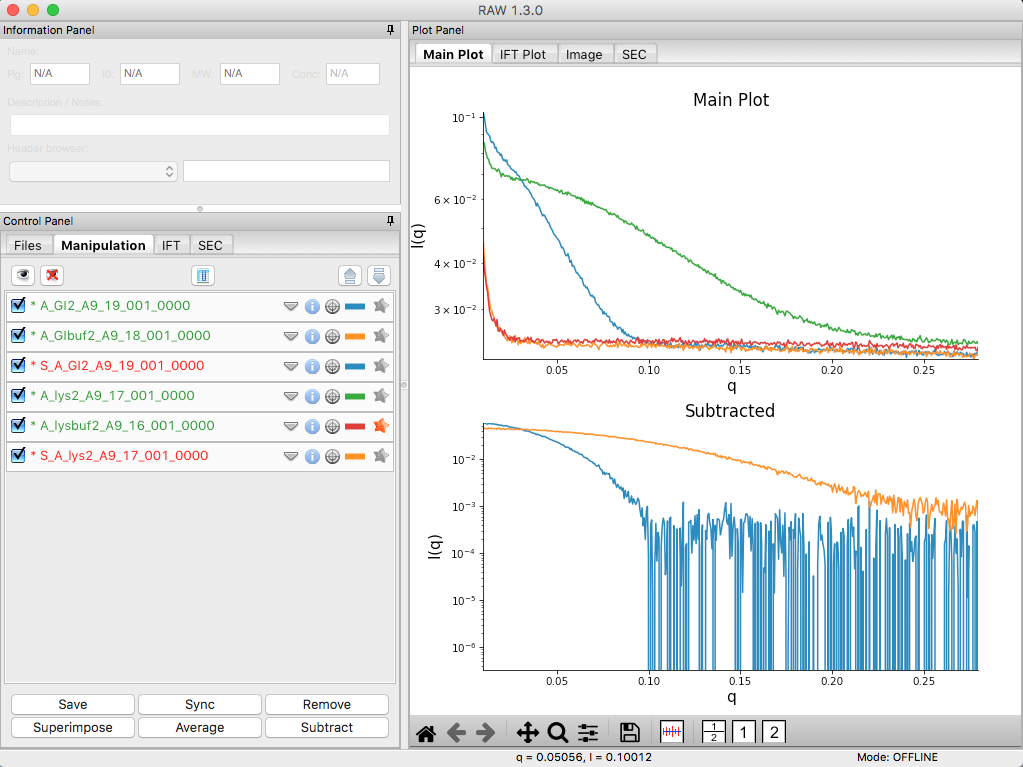 RAW 1.3.0
Information Panel
Name:
Rg: N/A I0: N/A MW: N/A Conc: N/A
Description / Notes:
Header browser:
Control Panel
Files Manipulation IFT SEC
* A_GI2_A9_19_001_0000
* A_GIbuf2_A9_18_001_0000
* S_A_GI2_A9_19_001_0000
* A_lys2_A9_17_001_0000
* A_lysbuf2_A9_16_001_0000
* S_A_lys2_A9_17_001_0000
Save Sync Remove
Superimpose Average Subtract
Plot Panel
Main Plot IFT Plot Image SEC
Main Plot
10⁻¹
6 × 10⁻²
4 × 10⁻²
3 × 10⁻²
I(q)
0.05 0.10 0.15 0.20 0.25
q
Subtracted
10⁻²
10⁻³
10⁻⁴
10⁻⁵
10⁻⁶
I(q)
0.05 0.10 0.15 0.20 0.25
q
1 2 1 2
q = 0.05056, I = 0.10012 Mode: OFFLINE